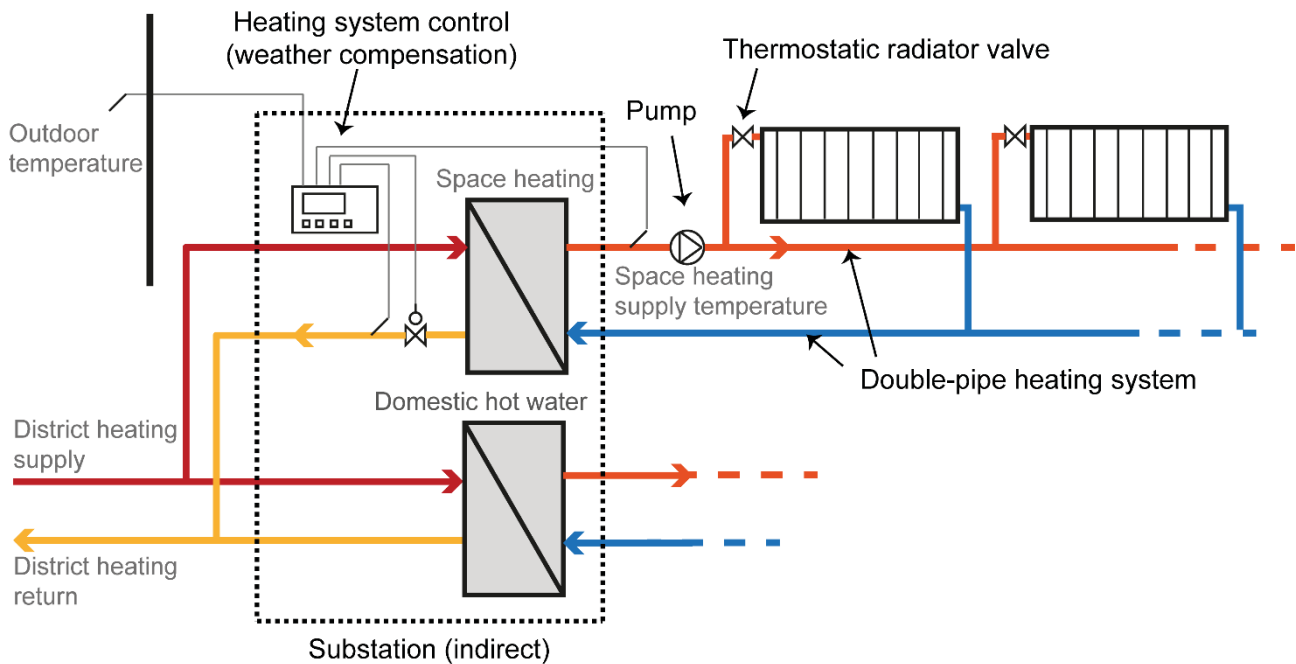 Heating system control
(weather compensation)
Thermostatic radiator valve
Pump
Outdoor
temperature
Space heating
Space heating
supply temperature
Double-pipe heating system
Domestic hot water
District heating
supply
District heating
return
Substation (indirect)